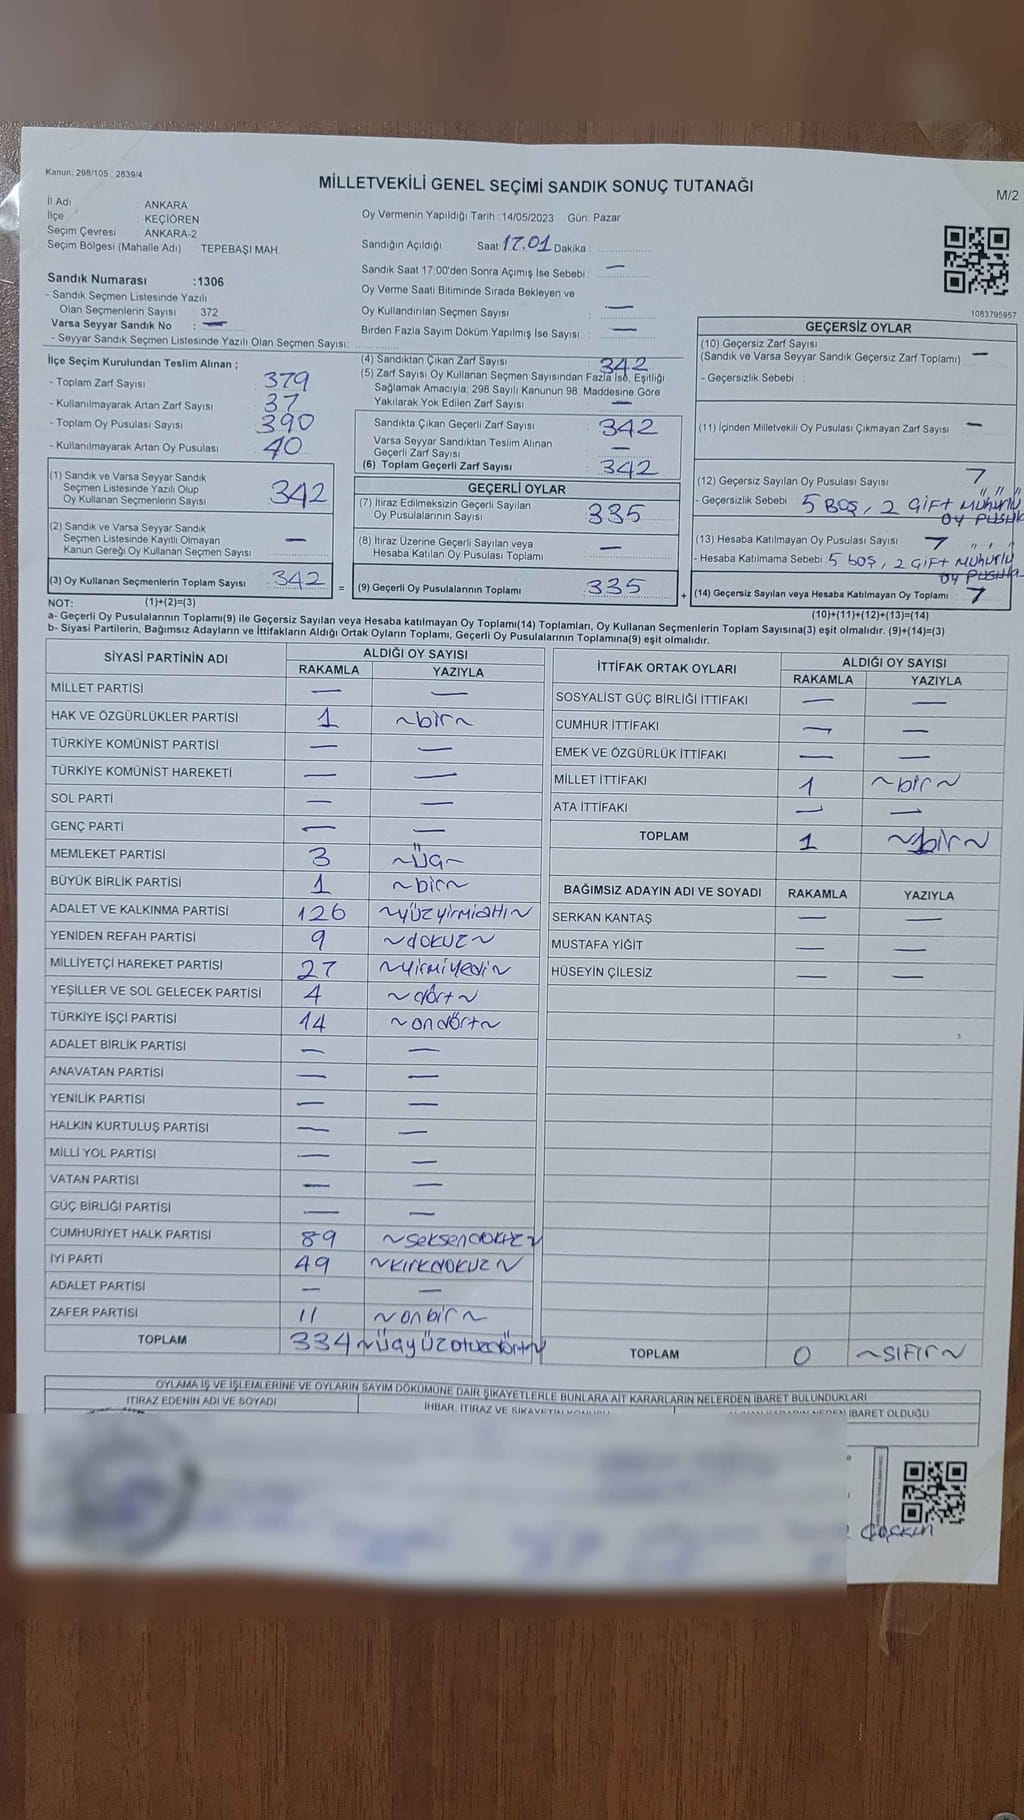 Kanun: 298/105 , 2839/4
MİLLETVEKİLİ GENEL SEÇİMİ SANDIK SONUÇ TUTANAĞI
M/2
İl Adı : ANKARA
İlçe : KEÇİÖREN
Seçim Çevresi : ANKARA-2
Seçim Bölgesi (Mahalle Adı) : TEPEBAŞI MAH.
Sandık Numarası :1306
- Sandık Seçmen Listesinde Yazılı
Olan Seçmenlerin Sayısı : 372
Varsa Seyyar Sandık No : —
- Seyyar Sandık Seçmen Listesinde Yazılı Olan Seçmen Sayısı:
Oy Vermenin Yapıldığı Tarih :14/05/2023 Gün: Pazar
Sandığın Açıldığı Saat: 17.01 Dakika :
Sandık Saat 17:00'den Sonra Açımış İse Sebebi : —
Oy Verme Saati Bitiminde Sırada Bekleyen ve
Oy Kullandırılan Seçmen Sayısı : —
Birden Fazla Sayım Döküm Yapılmış İse Sayısı : —
1083795957
İlçe Seçim Kurulundan Teslim Alınan ;
- Toplam Zarf Sayısı : 379
- Kullanılmayarak Artan Zarf Sayısı : 37
- Toplam Oy Pusulası Sayısı : 390
- Kullanılmayarak Artan Oy Pusulası : 40
(1) Sandık ve Varsa Seyyar Sandık
Seçmen Listesinde Yazılı Olup
Oy Kullanan Seçmenlerin Sayısı : 342
(2) Sandık ve Varsa Seyyar Sandık
Seçmen Listesinde Kayıtlı Olmayan
Kanun Gereği Oy Kullanan Seçmen Sayısı : —
(3) Oy Kullanan Seçmenlerin Toplam Sayısı : 342 =
(4) Sandıktan Çıkan Zarf Sayısı : 342
(5) Zarf Sayısı Oy Kullanan Seçmen Sayısından Fazla İse, Eşitliği
Sağlamak Amacıyla; 298 Sayılı Kanunun 98. Maddesine Göre
Yakılarak Yok Edilen Zarf Sayısı : —
Sandıkta Çıkan Geçerli Zarf Sayısı : 342
Varsa Seyyar Sandıktan Teslim Alınan
Geçerli Zarf Sayısı : —
(6) Toplam Geçerli Zarf Sayısı : 342
GEÇERLİ OYLAR
(7) İtiraz Edilmeksizin Geçerli Sayılan
Oy Pusulalarının Sayısı : 335
(8) İtiraz Üzerine Geçerli Sayılan veya
Hesaba Katılan Oy Pusulası Toplamı : —
(9) Geçerli Oy Pusulalarının Toplamı : 335 +
GEÇERSİZ OYLAR
(10) Geçersiz Zarf Sayısı
(Sandık ve Varsa Seyyar Sandık Geçersiz Zarf Toplamı) : —
- Geçersizlik Sebebi :
(11) İçinden Milletvekili Oy Pusulası Çıkmayan Zarf Sayısı : —
(12) Geçersiz Sayılan Oy Pusulası Sayısı : 7
- Geçersizlik Sebebi : 5 BOŞ, 2 ÇİFT MÜHÜRLÜ
OY PUSULA
(13) Hesaba Katılmayan Oy Pusulası Sayısı : 7
- Hesaba Katılmama Sebebi : 5 boş, 2 ÇİFT MÜHÜRLÜ
OY PUSULA
(14) Geçersiz Sayılan veya Hesaba Katılmayan Oy Toplamı : 7
NOT: (1)+(2)=(3)
(10)+(11)+(12)+(13)=(14)
a- Geçerli Oy Pusulalarının Toplamı(9) ile Geçersiz Sayılan veya Hesaba katılmayan Oy Toplamı(14) Toplamları, Oy Kullanan Seçmenlerin Toplam Sayısına(3) eşit olmalıdır. (9)+(14)=(3)
b- Siyasi Partilerin, Bağımsız Adayların ve İttifakların Aldığı Ortak Oyların Toplamı, Geçerli Oy Pusulalarının Toplamına(9) eşit olmalıdır.
SİYASİ PARTİNİN ADI ALDIĞI OY SAYISI
RAKAMLA YAZIYLA
MİLLET PARTİSİ — —
HAK VE ÖZGÜRLÜKLER PARTİSİ 1 ~bir~
TÜRKİYE KOMÜNİST PARTİSİ — —
TÜRKİYE KOMÜNİST HAREKETİ — —
SOL PARTİ — —
GENÇ PARTİ — —
MEMLEKET PARTİSİ 3 ~ÜÇ~
BÜYÜK BİRLİK PARTİSİ 1 ~bir~
ADALET VE KALKINMA PARTİSİ 126 ~YÜZyirmiAltı~
YENİDEN REFAH PARTİSİ 9 ~dokuz~
MİLLİYETÇİ HAREKET PARTİSİ 27 ~Yirmiyedi~
YEŞİLLER VE SOL GELECEK PARTİSİ 4 ~dört~
TÜRKİYE İŞÇİ PARTİSİ 14 ~ondört~
ADALET BİRLİK PARTİSİ — —
ANAVATAN PARTİSİ — —
YENİLİK PARTİSİ — —
HALKIN KURTULUŞ PARTİSİ — —
MİLLİ YOL PARTİSİ — —
VATAN PARTİSİ — —
GÜÇ BİRLİĞİ PARTİSİ — —
CUMHURİYET HALK PARTİSİ 89 ~seksendokuz~
İYİ PARTİ 49 ~KIRKdokuz~
ADALET PARTİSİ — —
ZAFER PARTİSİ 11 ~onbir~
TOPLAM 334 ~üçyüzotuzdört~
İTTİFAK ORTAK OYLARI ALDIĞI OY SAYISI
RAKAMLA YAZIYLA
SOSYALİST GÜÇ BİRLİĞİ İTTİFAKI — —
CUMHUR İTTİFAKI — —
EMEK VE ÖZGÜRLÜK İTTİFAKI — —
MİLLET İTTİFAKI 1 ~bir~
ATA İTTİFAKI — —
TOPLAM 1 ~bir~
BAĞIMSIZ ADAYIN ADI VE SOYADI RAKAMLA YAZIYLA
SERKAN KANTAŞ — —
MUSTAFA YİĞİT — —
HÜSEYİN ÇİLESİZ — —
TOPLAM 0 ~SIFIR~
OYLAMA İŞ VE İŞLEMLERİNE VE OYLARIN SAYIM DÖKÜMÜNE DAİR ŞİKAYETLERLE BUNLARA AİT KARARLARIN NELERDEN İBARET BULUNDUKLARI
İTİRAZ EDENİN ADI VE SOYADI İHBAR, İTİRAZ VE ŞİKAYETİN KONUSU İBARET OLDUĞU